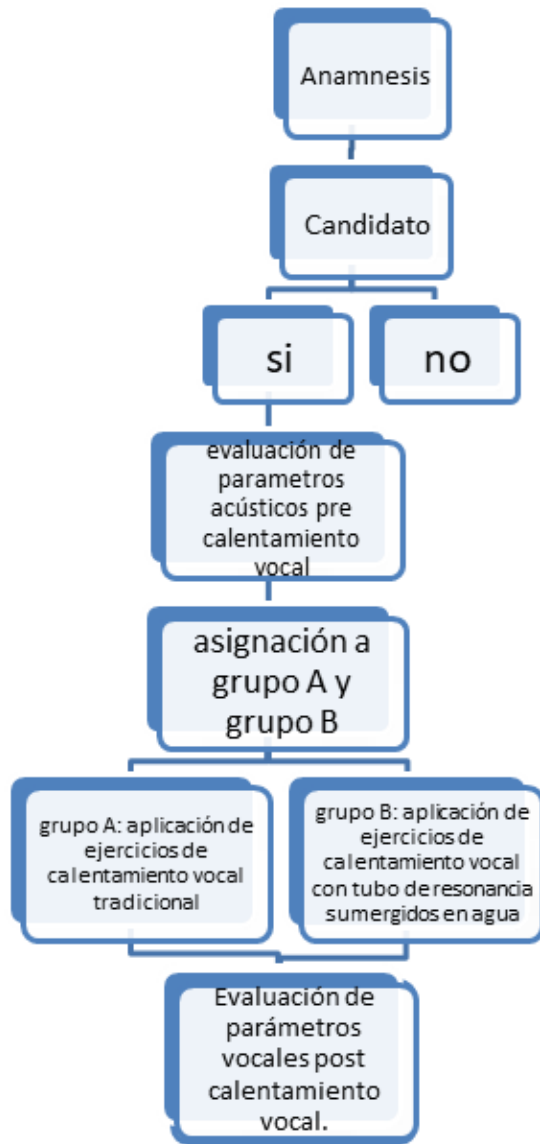 Anamnesis
Candidato
si
no
evaluación de
parametros
acústicos pre
calentamiento
vocal
asignación a
grupo A y
grupo B
grupo A: aplicación de
ejercicios de
calentamiento vocal
tradicional
grupo B: aplicación de
ejercicios de
calentamiento vocal
con tubo de resonancia
sumergidos en agua
Evaluación de
parámetros
vocales post
calentamiento
vocal.